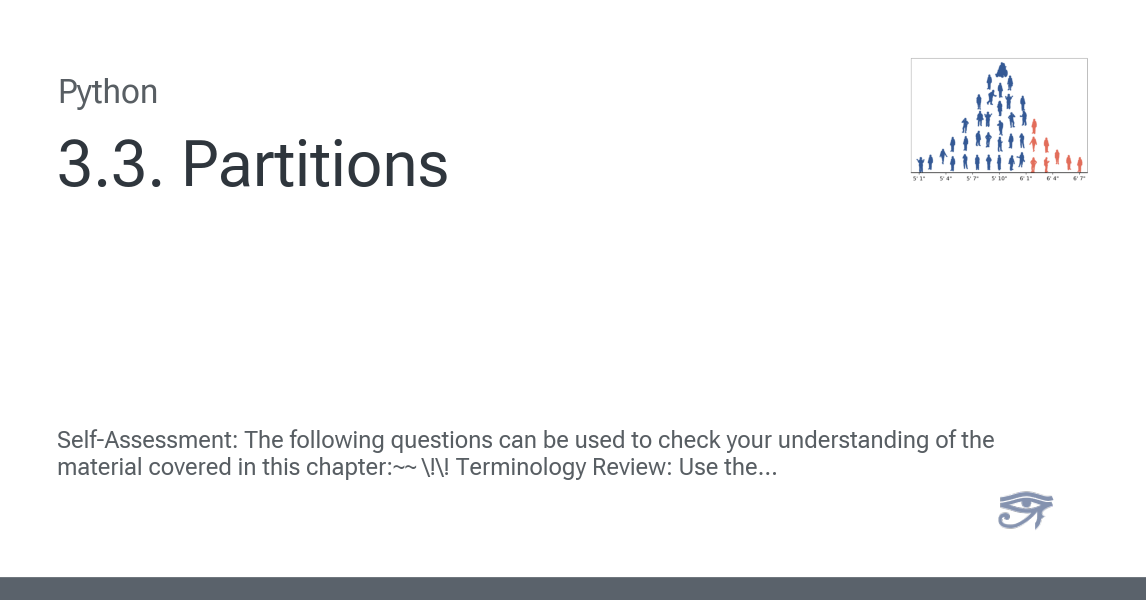 Python
3.3. Partitions
5' 1" 5' 4" 5' 7" 5' 10" 6' 1" 6' 4" 6' 7"
Self-Assessment: The following questions can be used to check your understanding of the
material covered in this chapter:~~ \!\! Terminology Review: Use the...